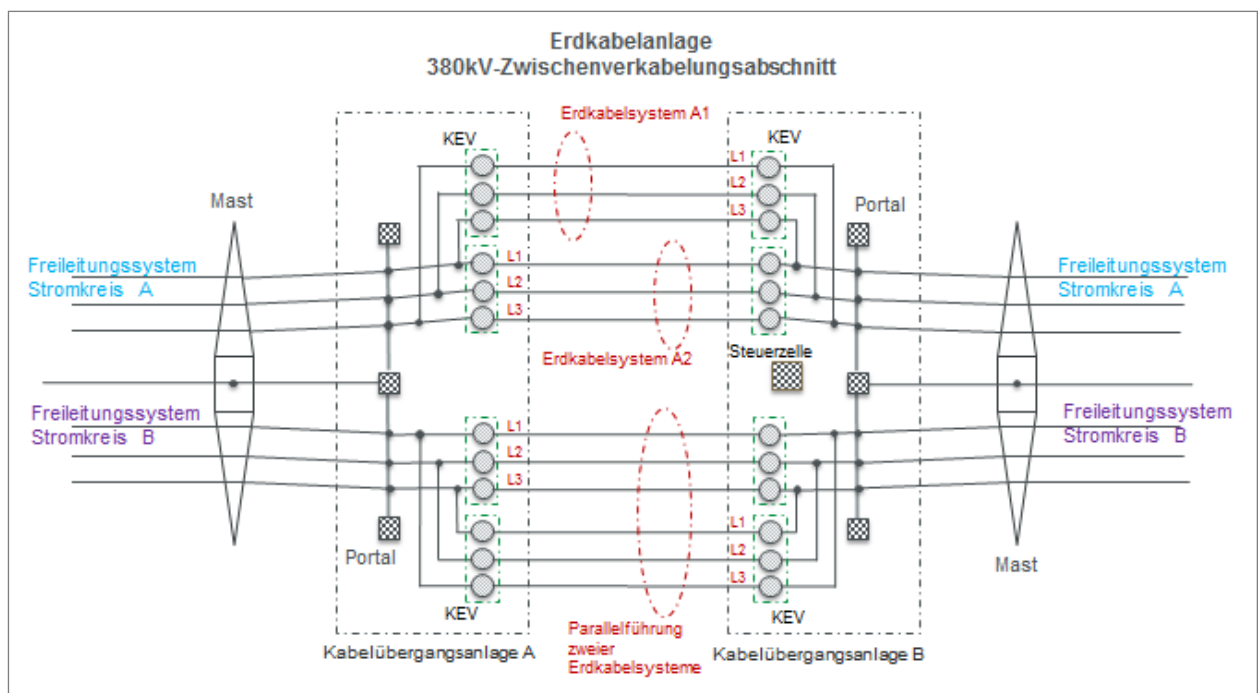 Erdkabelanlage
380kV-Zwischenverkabelungsabschnitt
Erdkabelsystem A1
KEV
KEV
L1
L2
L3
Mast
Portal
Freileitungssystem
Stromkreis A
L1
L2
L3
Freileitungssystem
Stromkreis A
Erdkabelsystem A2
Steuerzelle
Freileitungssystem
Stromkreis B
L1
L2
L3
Freileitungssystem
Stromkreis B
L1
L2
L3
Portal
Mast
KEV
KEV
Parallelführung
zweier
Erdkabelsysteme
Kabelübergangsanlage A
Kabelübergangsanlage B